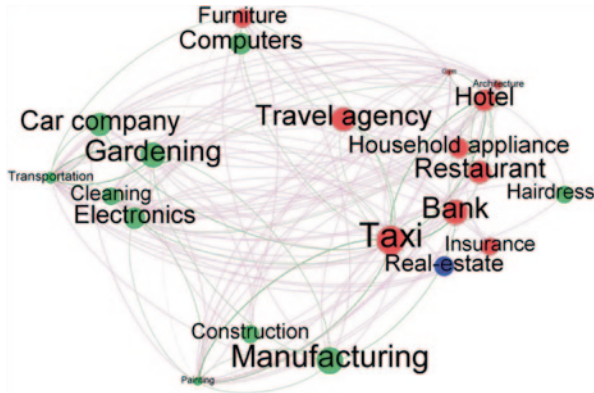 Furniture
Computers
Architecture
Hotel
Travel agency
Car company
Household appliance
Gardening
Restaurant
Transportation
Cleaning
Hairdress
Electronics
Bank
Taxi
Insurance
Real-estate
Construction
Manufacturing
Painting